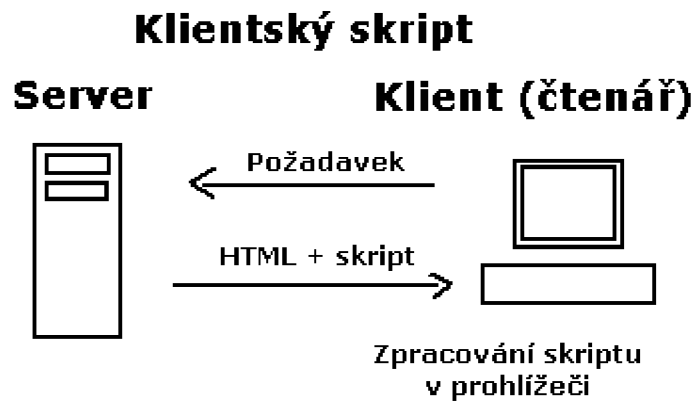 Klientský skript
Server
Klient (čtenář)
Požadavek
HTML + skript
Zpracování skriptu
v prohlížeči